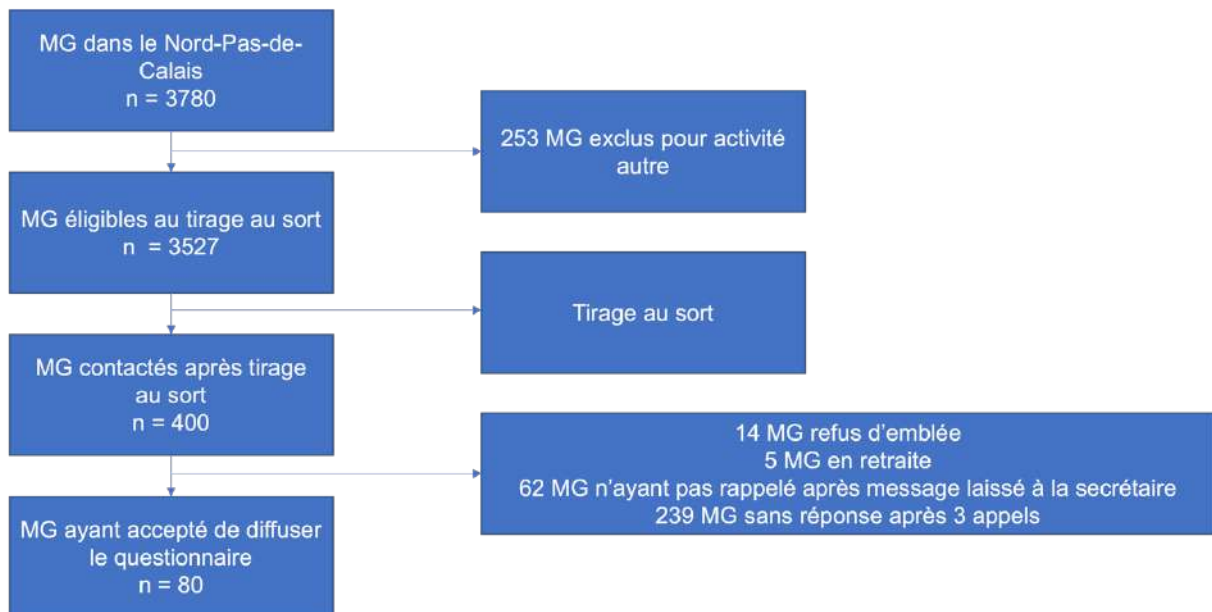 MG dans le Nord-Pas-de-
Calais
n = 3780
253 MG exclus pour activité
autre
MG éligibles au tirage au sort
n = 3527
Tirage au sort
MG contactés après tirage
au sort
n = 400
14 MG refus d’emblée
5 MG en retraite
62 MG n’ayant pas rappelé après message laissé à la secrétaire
239 MG sans réponse après 3 appels
MG ayant accepté de diffuser
le questionnaire
n = 80